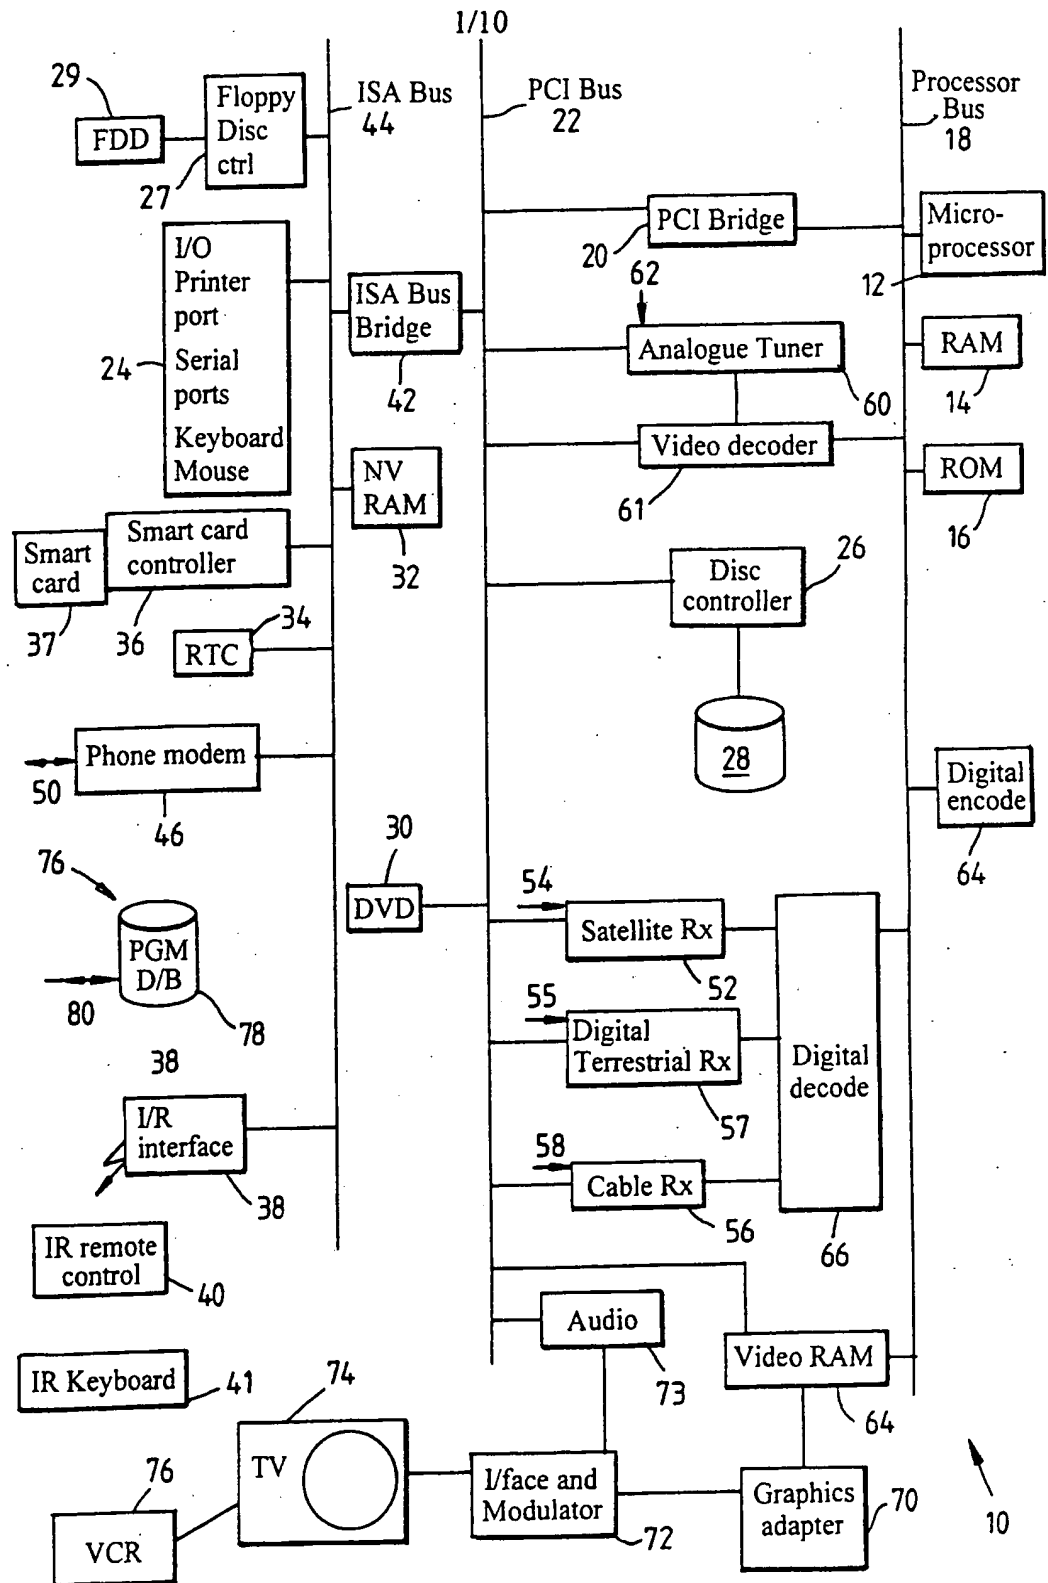 1/10
29
FDD
Floppy
Disc
ctrl
27
ISA Bus
44
PCI Bus
22
Processor
Bus
18
I/O
Printer
port
Serial
ports
Keyboard
Mouse
24
ISA Bus
Bridge
42
PCI Bridge
20
Micro-
processor
12
62
Analogue Tuner
60
RAM
14
Video decoder
61
ROM
16
NV
RAM
32
Smart card
controller
36
Smart
card
37
RTC
34
Disc
controller
26
28
Phone modem
50
46
Digital
encode
64
76
PGM
D/B
80
78
30
DVD
54
Satellite Rx
52
55
Digital
Terrestrial Rx
57
58
Cable Rx
56
Digital
decode
66
38
I/R
interface
38
IR remote
control
40
IR Keyboard
41
Audio
73
Video RAM
64
74
TV
76
VCR
I/face and
Modulator
72
Graphics
adapter
70
10